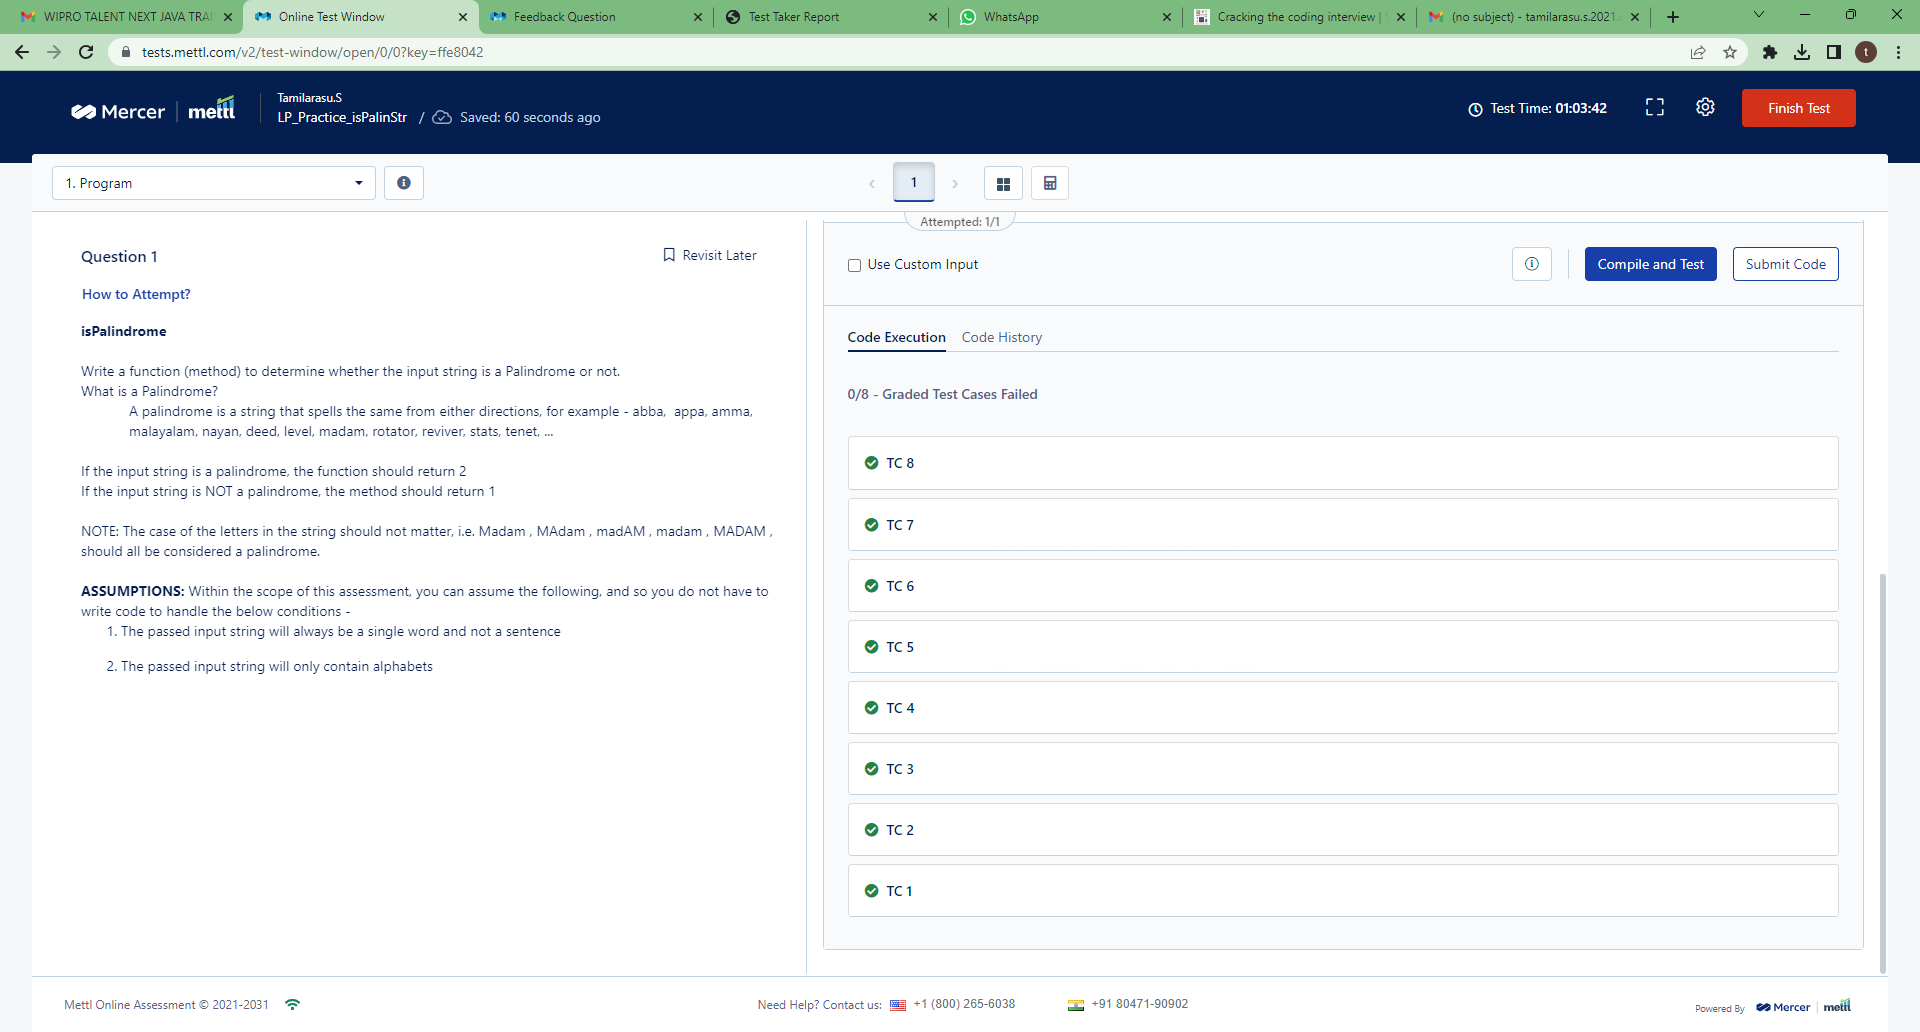 WIPRO TALENT NEXT JAVA TRAI
Online Test Window
Feedback Question
Test Taker Report
WhatsApp
Cracking the coding interview |
(no subject) - tamilarasu.s.2021
tests.mettl.com/v2/test-window/open/0/0?key=ffe8042
t
Mercer | mettl
Tamilarasu.S
LP_Practice_isPalinStr / Saved: 60 seconds ago
Test Time: 01:03:42
Finish Test
1. Program
1
Attempted: 1/1
Question 1
Revisit Later
How to Attempt?
isPalindrome
Write a function (method) to determine whether the input string is a Palindrome or not.
What is a Palindrome?
A palindrome is a string that spells the same from either directions, for example - abba,  appa, amma,
malayalam, nayan, deed, level, madam, rotator, reviver, stats, tenet, ...
If the input string is a palindrome, the function should return 2
If the input string is NOT a palindrome, the method should return 1
NOTE: The case of the letters in the string should not matter, i.e. Madam , MAdam , madAM , madam , MADAM ,
should all be considered a palindrome.
ASSUMPTIONS: Within the scope of this assessment, you can assume the following, and so you do not have to
write code to handle the below conditions -
1. The passed input string will always be a single word and not a sentence
2. The passed input string will only contain alphabets
Use Custom Input
Compile and Test
Submit Code
Code Execution
Code History
0/8 - Graded Test Cases Failed
TC 8
TC 7
TC 6
TC 5
TC 4
TC 3
TC 2
TC 1
Mettl Online Assessment © 2021-2031
Need Help? Contact us: +1 (800) 265-6038
+91 80471-90902
Powered By Mercer | mettl